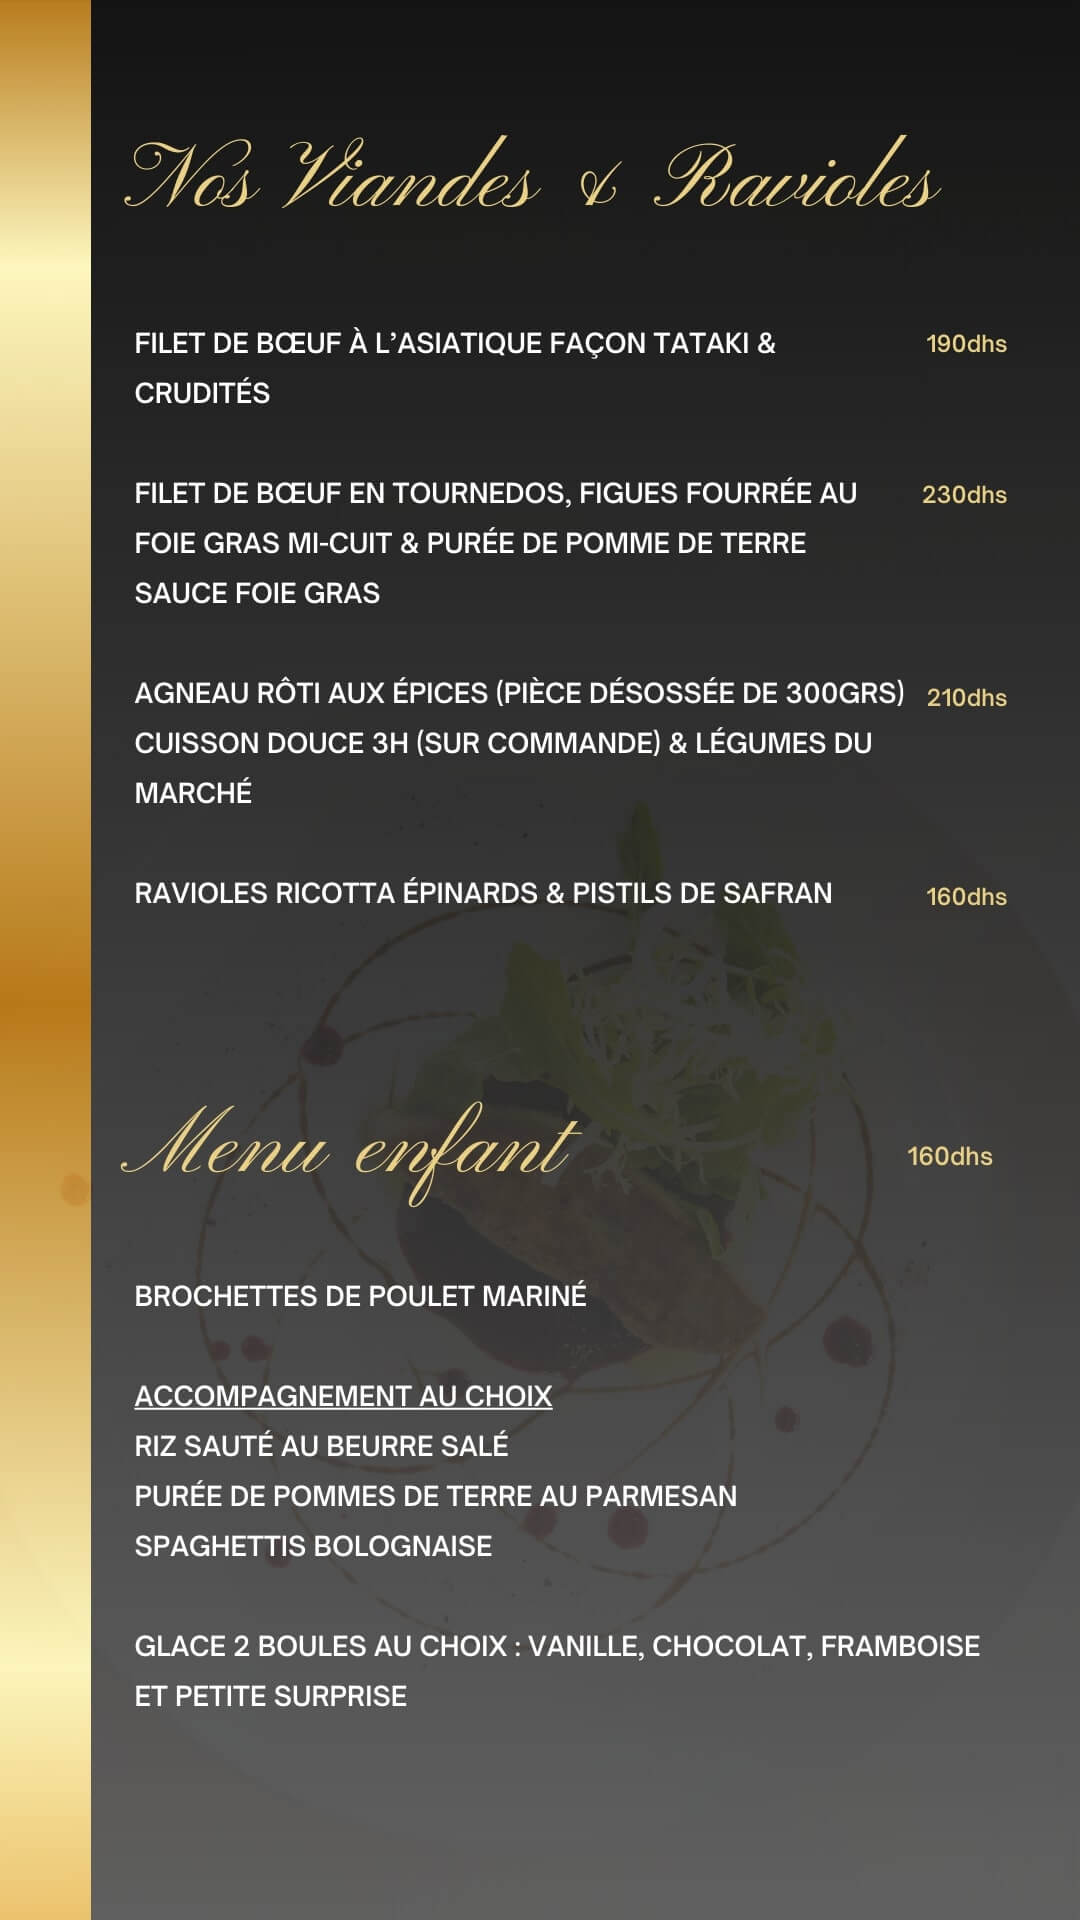 Nos Viandes & Ravioles
FILET DE BŒUF À L’ASIATIQUE FAÇON TATAKI & 190dhs
CRUDITÉS
FILET DE BŒUF EN TOURNEDOS, FIGUES FOURRÉE AU 230dhs
FOIE GRAS MI-CUIT & PURÉE DE POMME DE TERRE
SAUCE FOIE GRAS
AGNEAU RÔTI AUX ÉPICES (PIÈCE DÉSOSSÉE DE 300GRS) 210dhs
CUISSON DOUCE 3H (SUR COMMANDE) & LÉGUMES DU
MARCHÉ
RAVIOLES RICOTTA ÉPINARDS & PISTILS DE SAFRAN 160dhs
Menu enfant 160dhs
BROCHETTES DE POULET MARINÉ
ACCOMPAGNEMENT AU CHOIX
RIZ SAUTÉ AU BEURRE SALÉ
PURÉE DE POMMES DE TERRE AU PARMESAN
SPAGHETTIS BOLOGNAISE
GLACE 2 BOULES AU CHOIX : VANILLE, CHOCOLAT, FRAMBOISE
ET PETITE SURPRISE